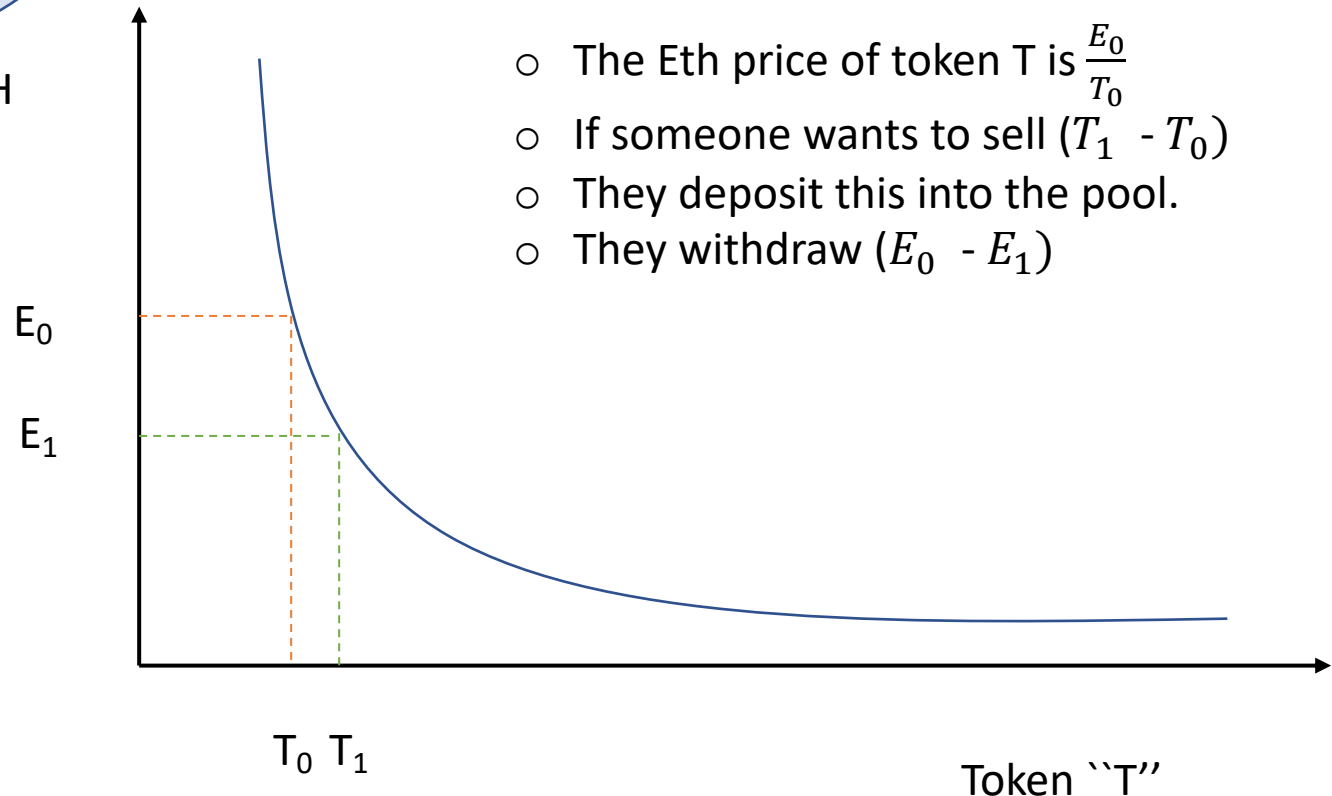 H
○ The Eth price of token T is E₀/T₀
○ If someone wants to sell (T₁ - T₀)
○ They deposit this into the pool.
○ They withdraw (E₀ - E₁)
E₀
E₁
T₀ T₁
Token ``T’’